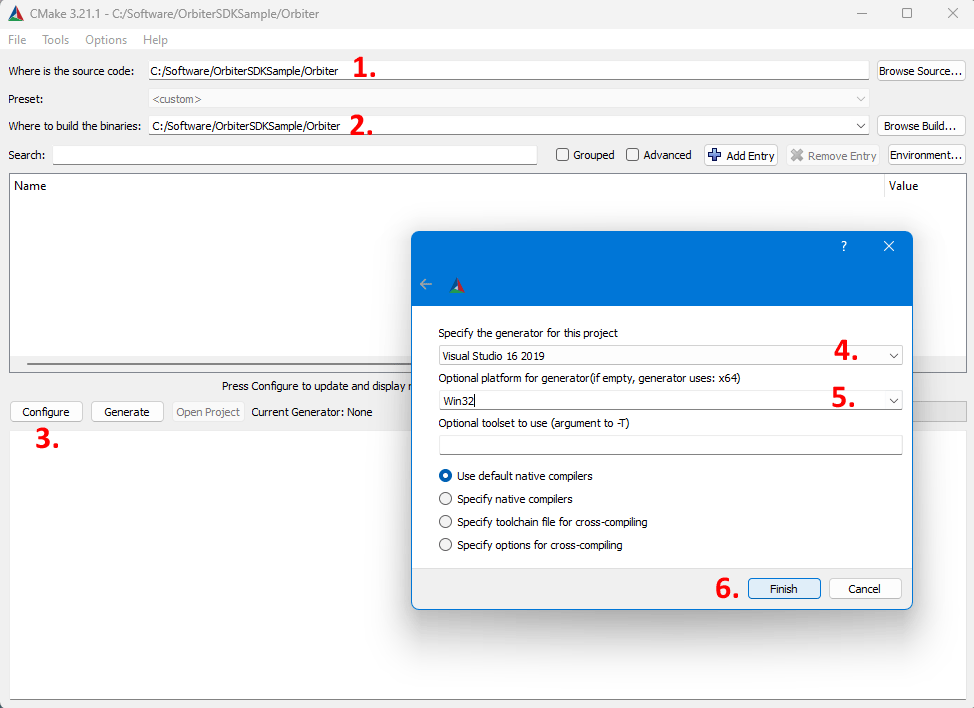 CMake 3.21.1 - C:/Software/OrbiterSDKSample/Orbiter
File Tools Options Help
Where is the source code: C:/Software/OrbiterSDKSample/Orbiter 1. Browse Source...
Preset: <custom>
Where to build the binaries: C:/Software/OrbiterSDKSample/Orbiter 2. Browse Build...
Search: Grouped Advanced Add Entry Remove Entry Environment...
Name Value
?
Specify the generator for this project
Visual Studio 16 2019 4.
Optional platform for generator(if empty, generator uses: x64)
Win32 5.
Optional toolset to use (argument to -T)
Use default native compilers
Specify native compilers
Specify toolchain file for cross-compiling
Specify options for cross-compiling
6. Finish Cancel
Press Configure to update and display
Configure Generate Open Project Current Generator: None
3.